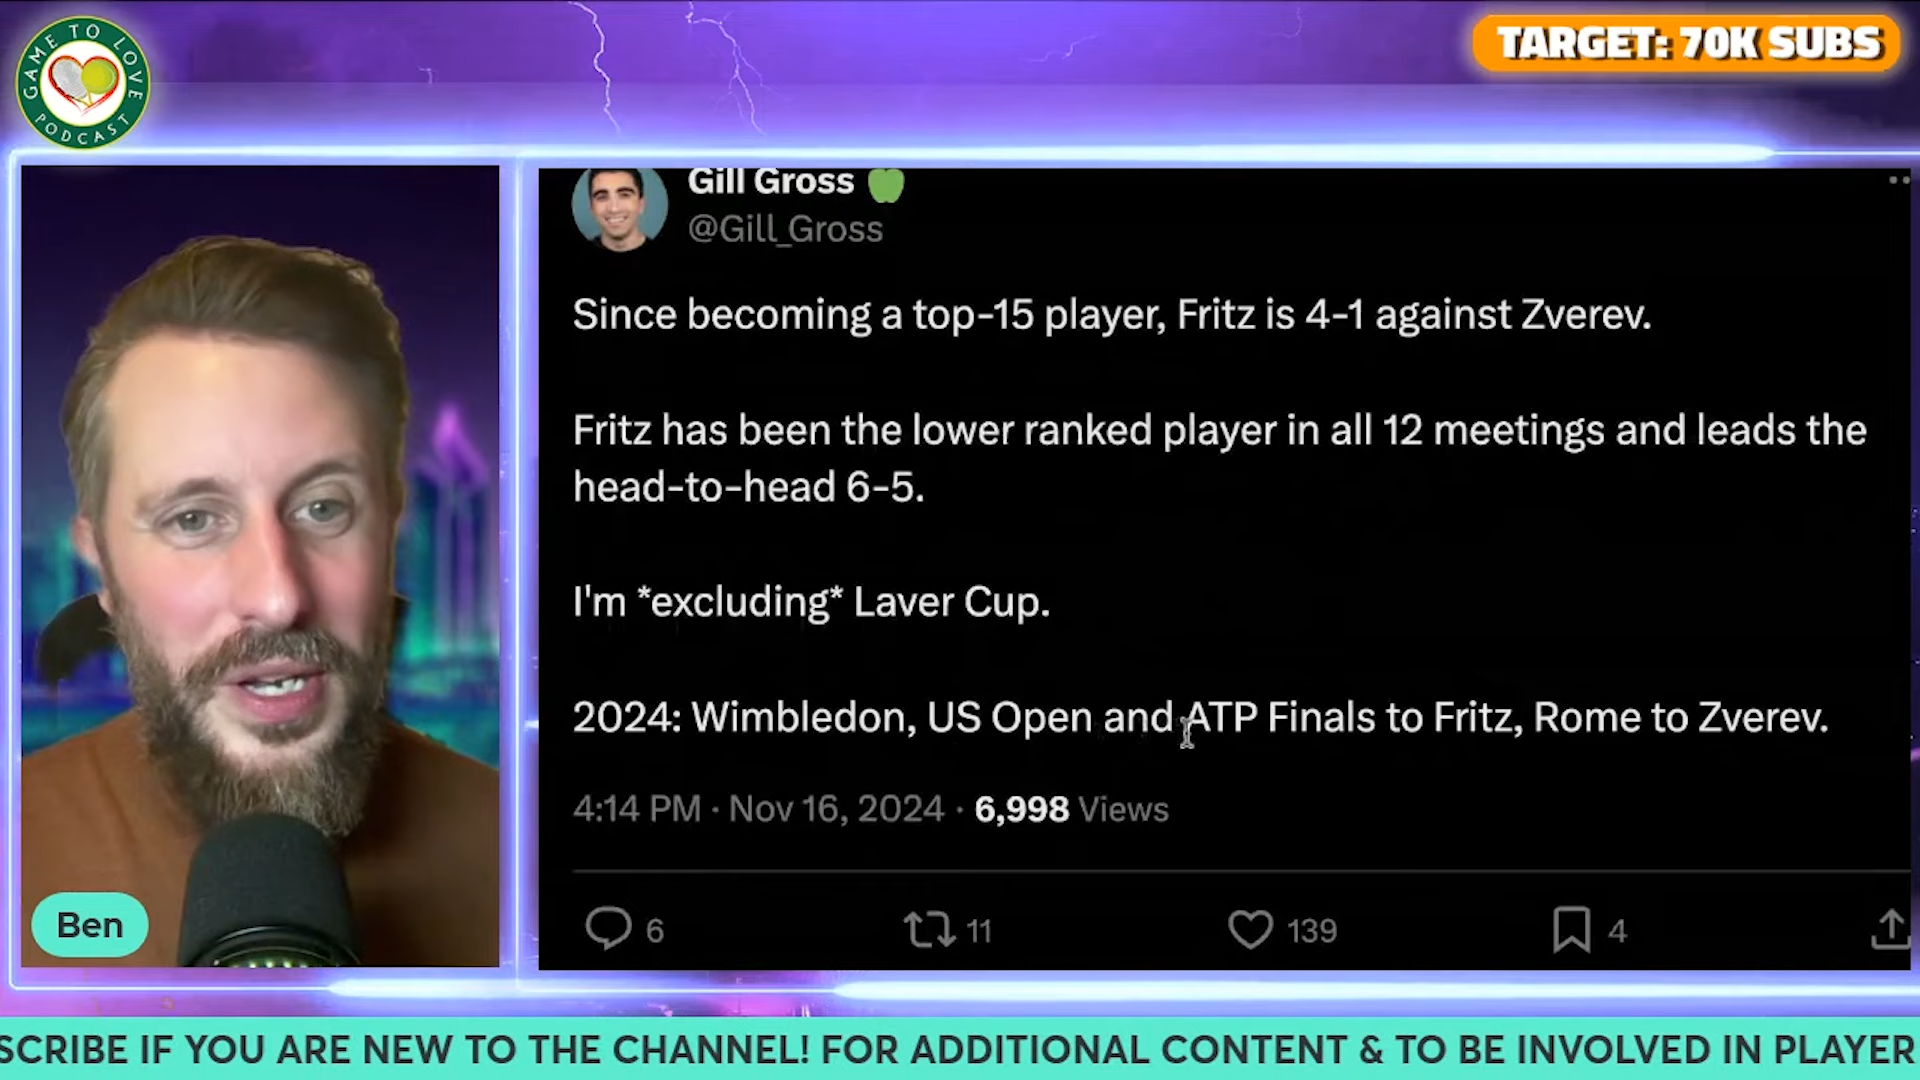 GAME TO LOVE
PODCAST
TARGET: 70K SUBS
Gill Gross
@Gill_Gross
Since becoming a top-15 player, Fritz is 4-1 against Zverev.
Fritz has been the lower ranked player in all 12 meetings and leads the
head-to-head 6-5.
I'm *excluding* Laver Cup.
2024: Wimbledon, US Open and ATP Finals to Fritz, Rome to Zverev.
4:14 PM · Nov 16, 2024 · 6,998 Views
6 11 139 4
Ben
SCRIBE IF YOU ARE NEW TO THE CHANNEL! FOR ADDITIONAL CONTENT & TO BE INVOLVED IN PLAYER